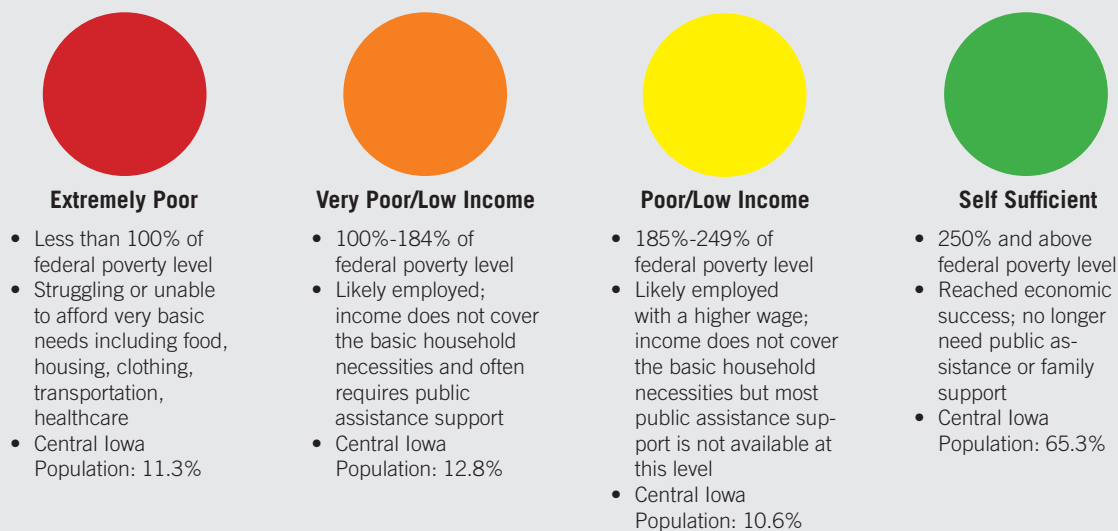 Extremely Poor
• Less than 100% of
federal poverty level
• Struggling or unable
to afford very basic
needs including food,
housing, clothing,
transportation,
healthcare
• Central Iowa
Population: 11.3%
Very Poor/Low Income
• 100%-184% of
federal poverty level
• Likely employed;
income does not cover
the basic household
necessities and often
requires public
assistance support
• Central Iowa
Population: 12.8%
Poor/Low Income
• 185%-249% of
federal poverty level
• Likely employed
with a higher wage;
income does not cover
the basic household
necessities but most
public assistance sup-
port is not available at
this level
• Central Iowa
Population: 10.6%
Self Sufficient
• 250% and above
federal poverty level
• Reached economic
success; no longer
need public as-
sistance or family
support
• Central Iowa
Population: 65.3%